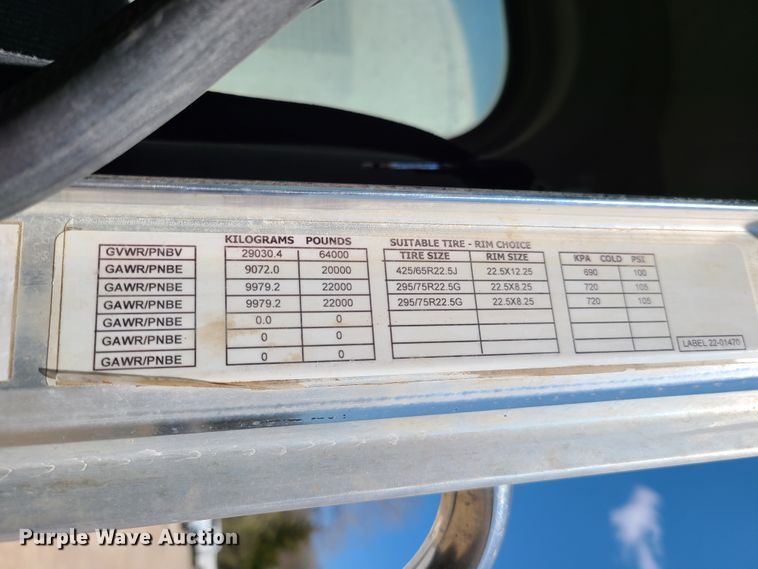 KILOGRAMS POUNDS SUITABLE TIRE - RIM CHOICE
TIRE SIZE RIM SIZE KPA COLD PSI
GVWR/PNBV 29030.4 64000
GAWR/PNBE 9072.0 20000 425/65R22.5J 22.5X12.25 690 100
GAWR/PNBE 9979.2 22000 295/75R22.5G 22.5X8.25 720 105
GAWR/PNBE 9979.2 22000 295/75R22.5G 22.5X8.25 720 105
GAWR/PNBE 0.0 0
GAWR/PNBE 0 0
GAWR/PNBE 0 0
LABEL 22-01470
Purple Wave Auction